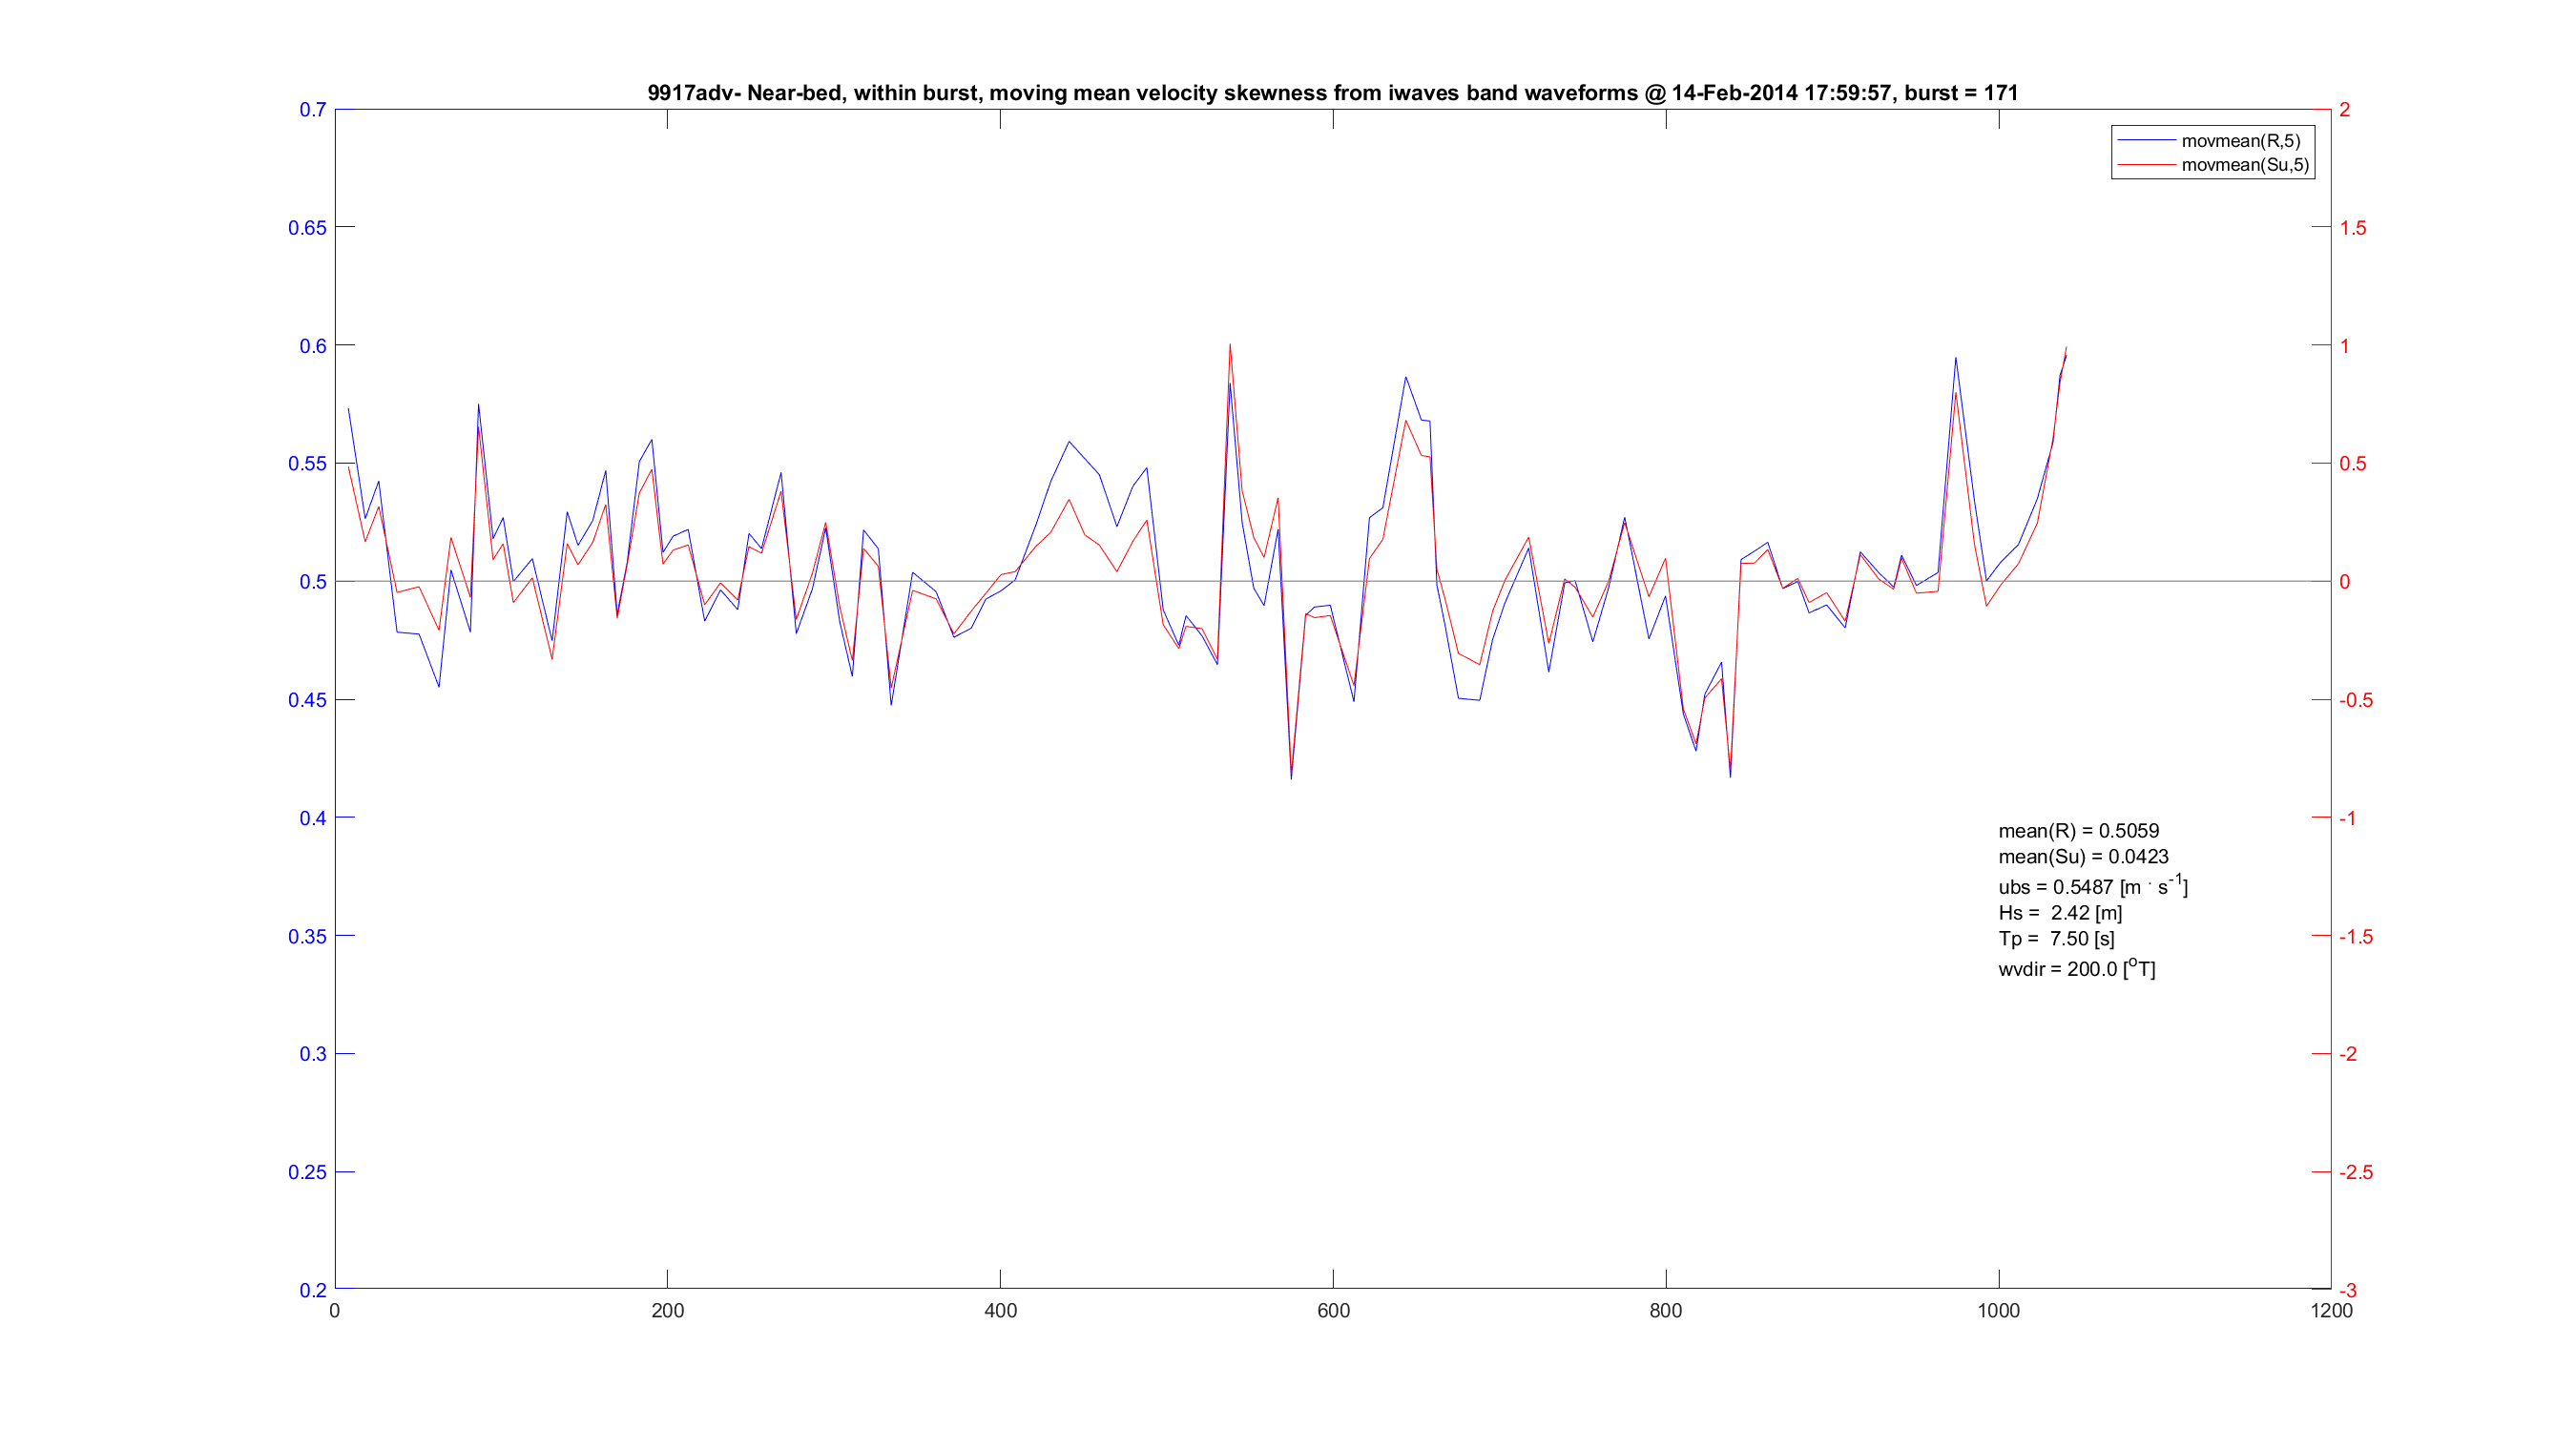 9917adv- Near-bed, within burst, moving mean velocity skewness from iwaves band waveforms @ 14-Feb-2014 17:59:57, burst = 171
movmean(R,5)
movmean(Su,5)
0.7
0.65
0.6
0.55
0.5
0.45
0.4
0.35
0.3
0.25
0.2
2
1.5
1
0.5
0
-0.5
-1
-1.5
-2
-2.5
-3
mean(R) = 0.5059
mean(Su) = 0.0423
ubs = 0.5487 [m · s⁻¹]
Hs = 2.42 [m]
Tp = 7.50 [s]
wvdir = 200.0 [°T]
0 200 400 600 800 1000 1200